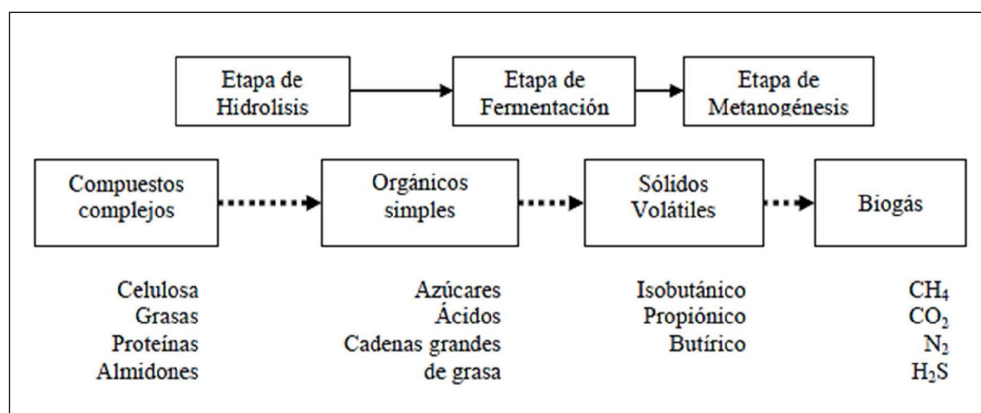 Etapa de
Hidrolisis
Etapa de
Fermentación
Etapa de
Metanogénesis
Compuestos
complejos
Orgánicos
simples
Sólidos
Volátiles
Biogás
Celulosa
Grasas
Proteínas
Almidones
Azúcares
Ácidos
Cadenas grandes
de grasa
Isobutánico
Propiónico
Butírico
CH₄
CO₂
N₂
H₂S